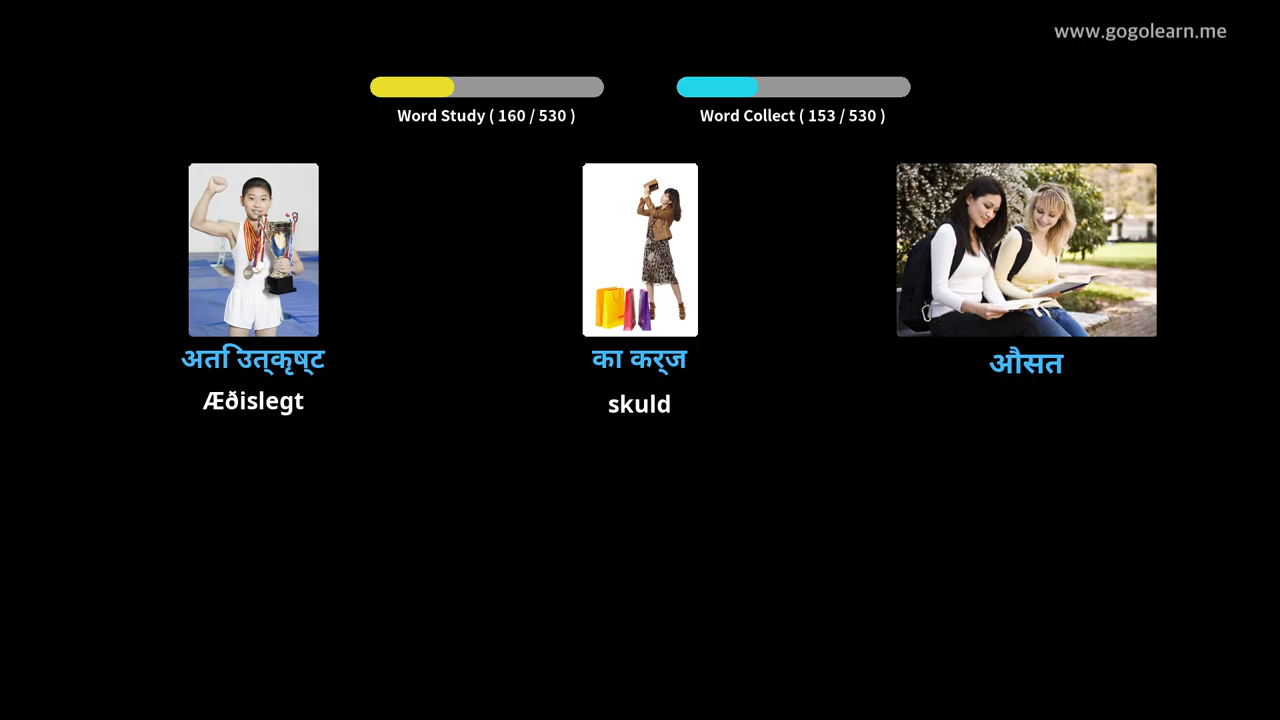 www.gogolearn.me
Word Study ( 160 / 530 )
Word Collect ( 153 / 530 )
अति उत्कृष्ट
का कर्ज
औसत
Æðislegt
skuld